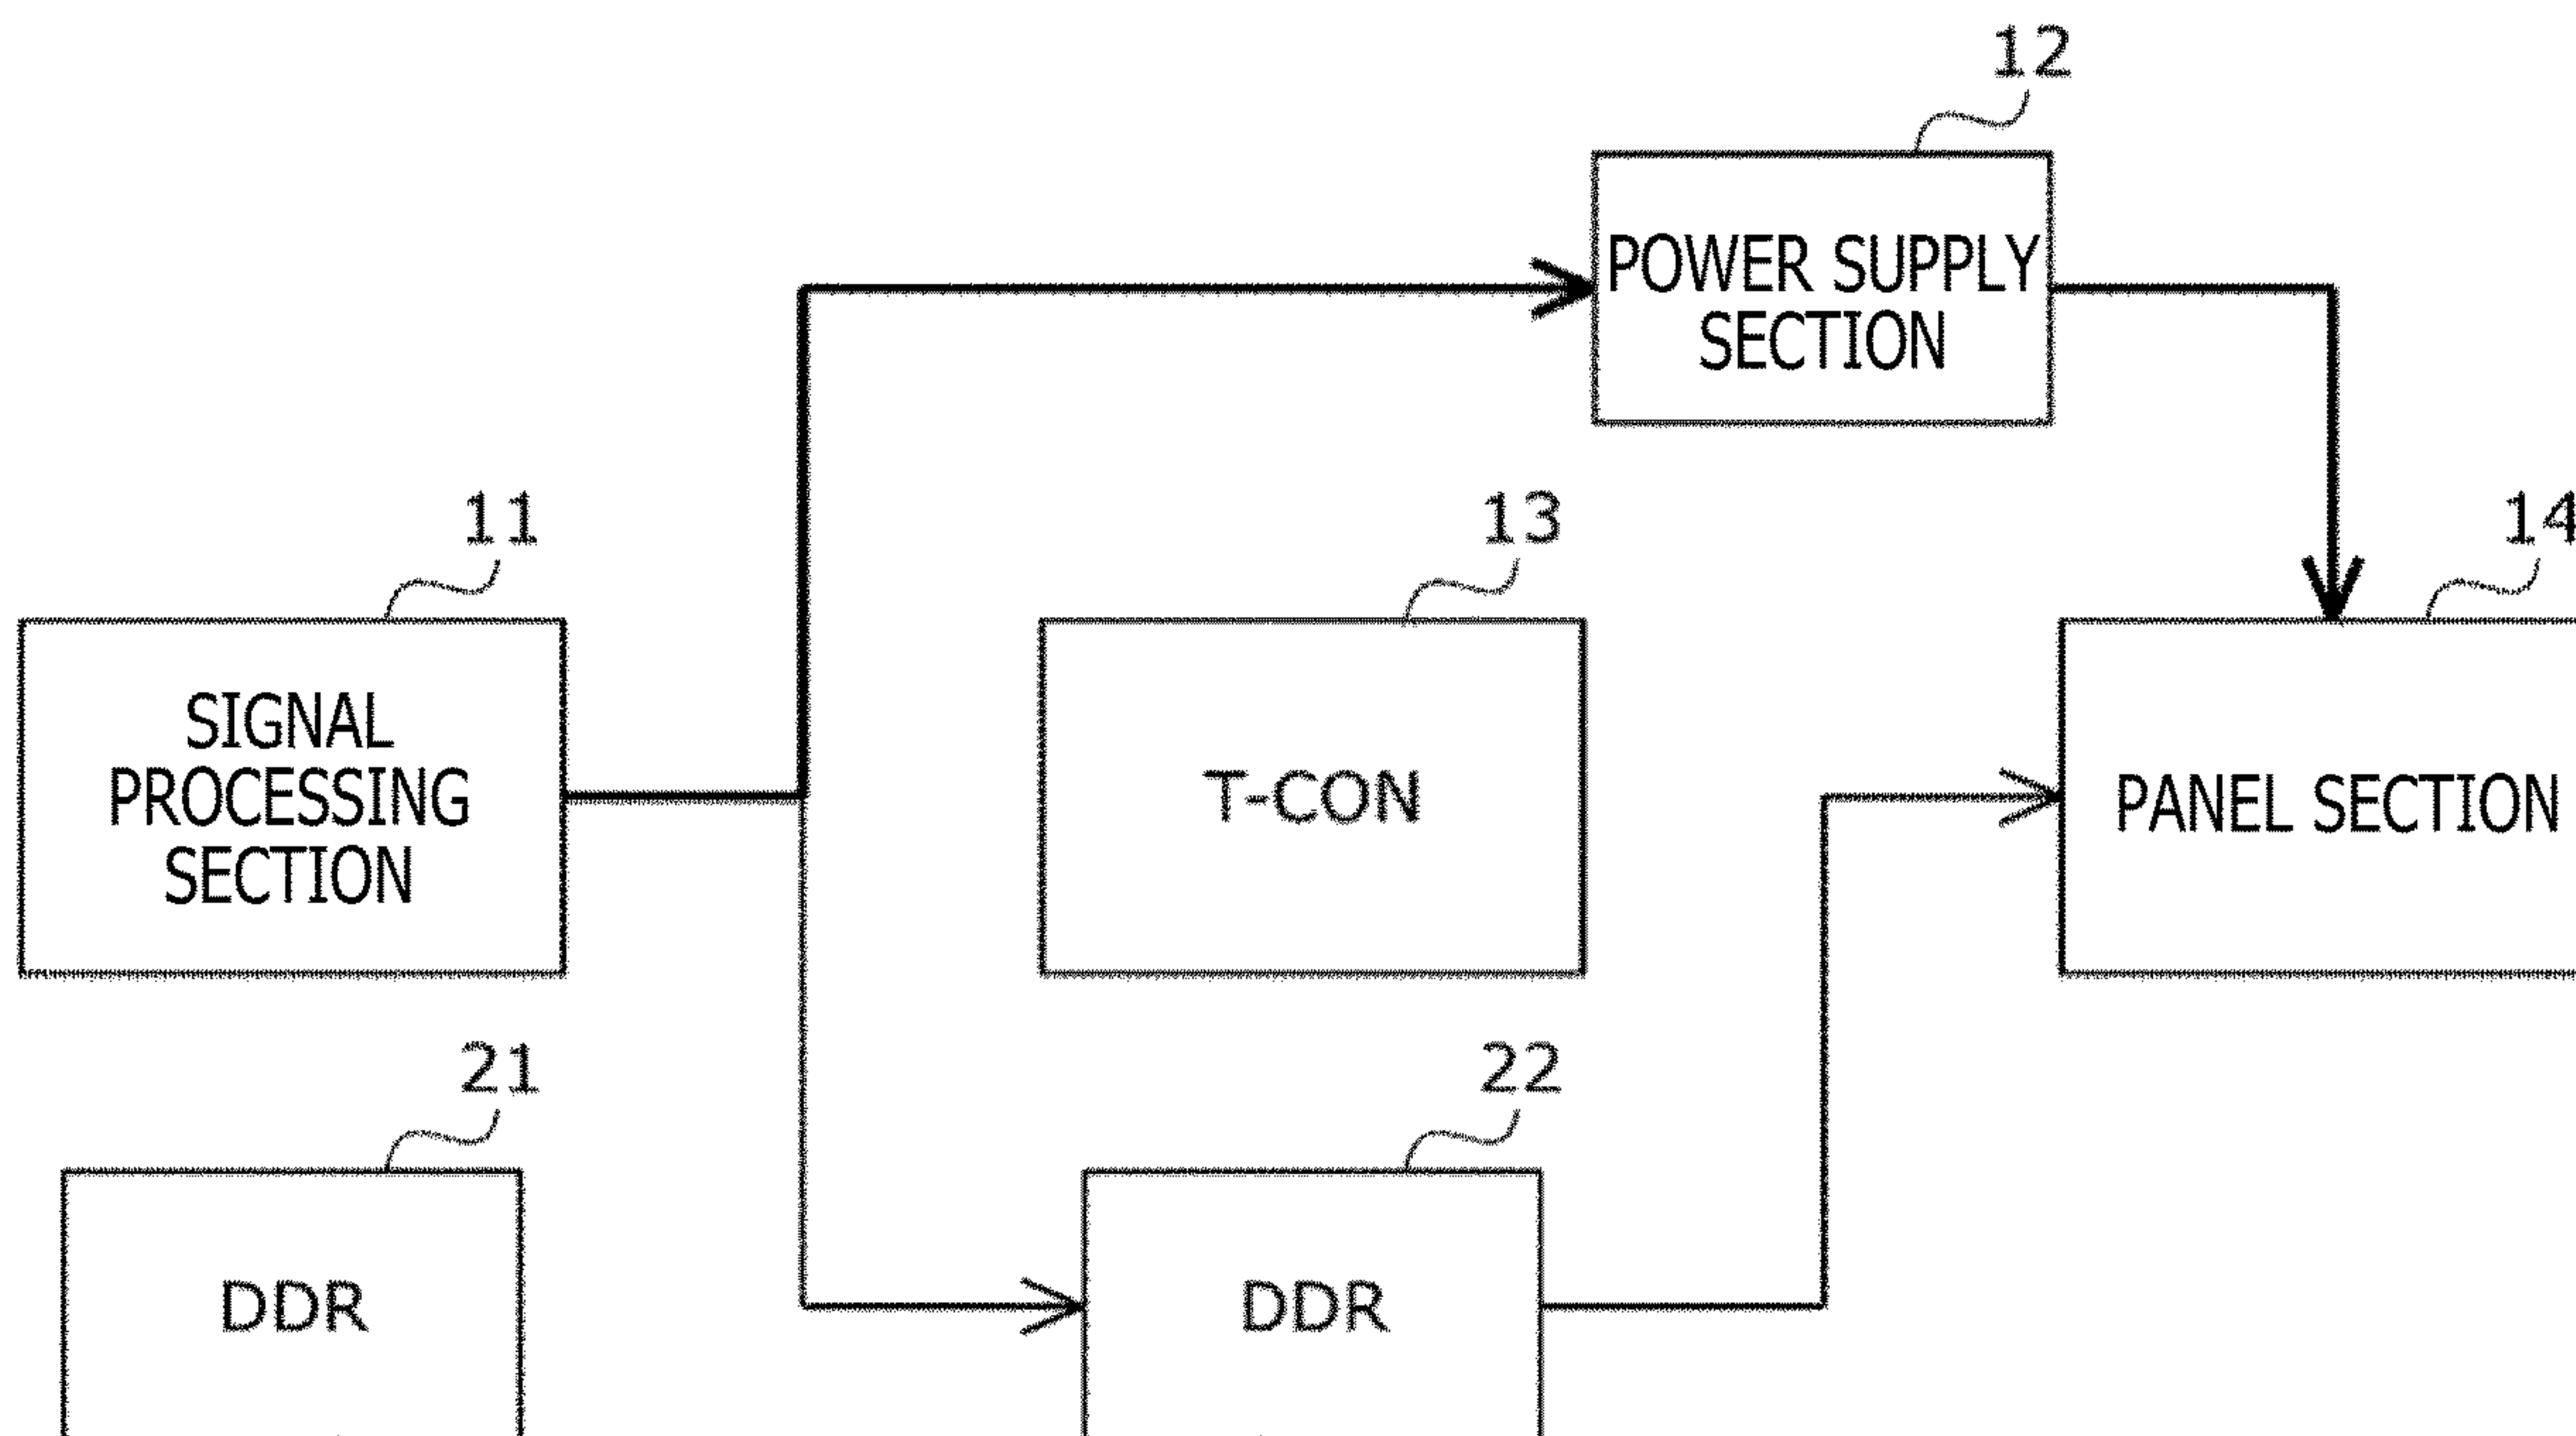 12
POWER SUPPLY
SECTION
11
13
14
SIGNAL
PROCESSING
SECTION
T-CON
PANEL SECTION
21
22
DDR
DDR